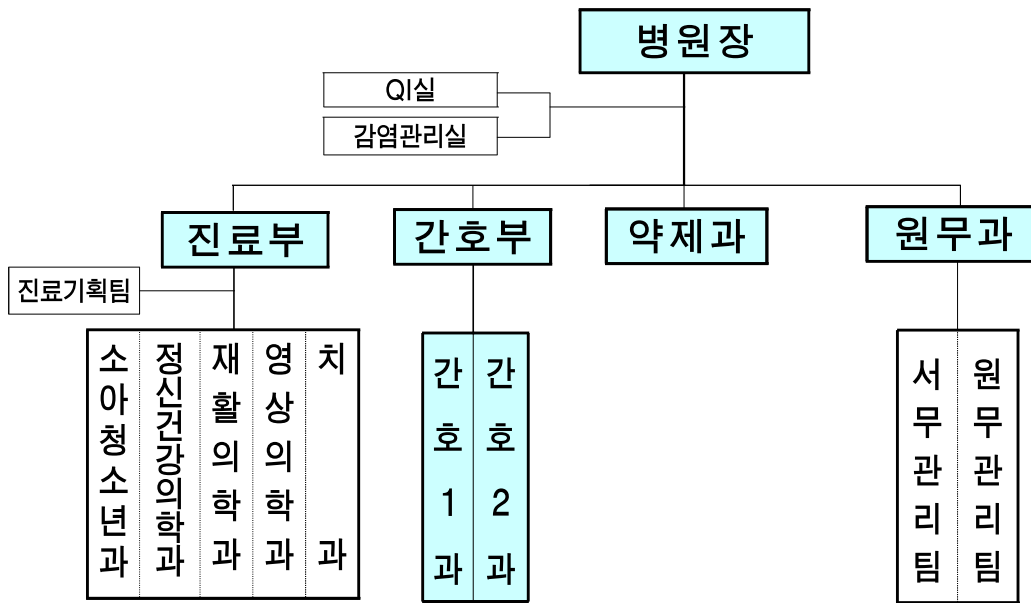 병원장
QI실
감염관리실
진료부
간호부
약제과
원무과
진료기획팀
소아청소년과
정신건강의학과
재활의학과
영상의학과
치과
간호1과
간호2과
서무관리팀
원무관리팀